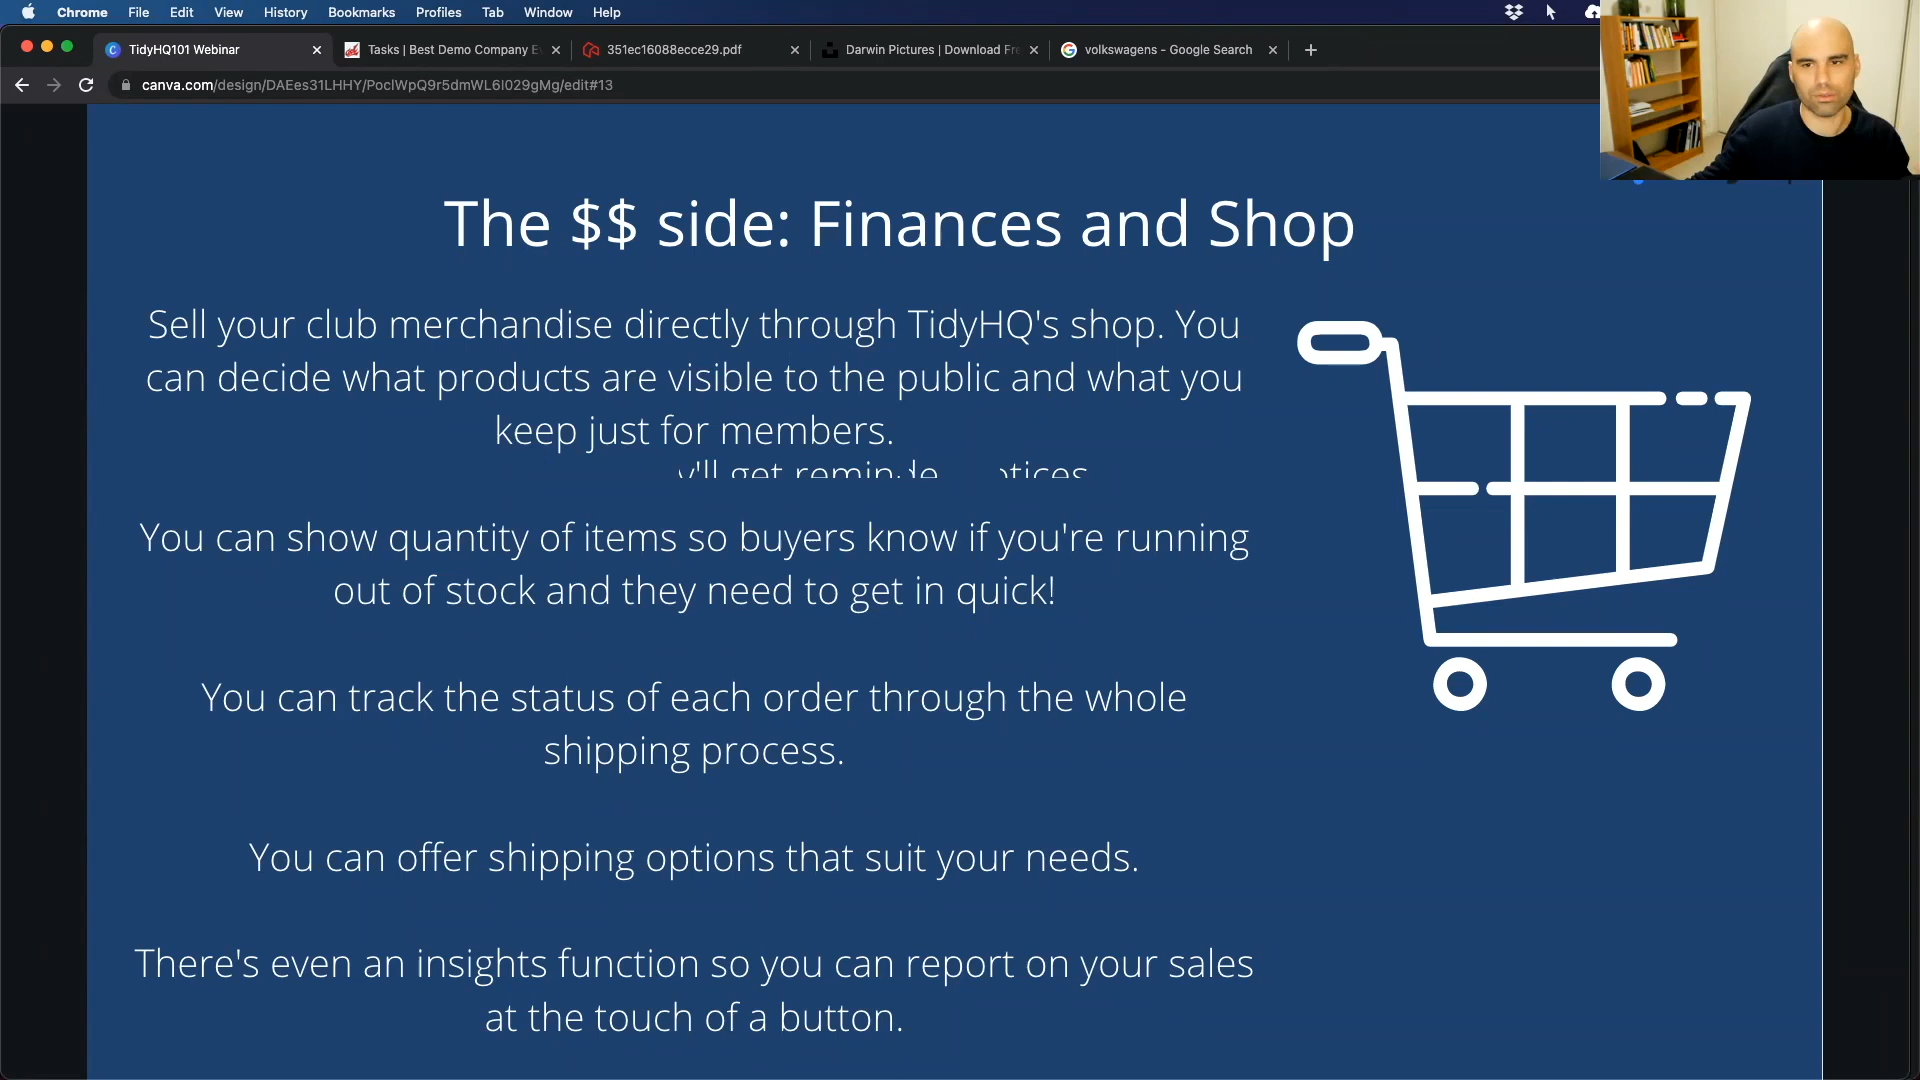 Chrome File Edit View History Bookmarks Profiles Tab Window Help
TidyHQ101 Webinar
Tasks | Best Demo Company E
351ec16088ecce29.pdf
Darwin Pictures | Download Fre
volkswagens - Google Search
canva.com/design/DAEes31LHHY/PoclWpQ9r5dmWL6I029gMg/edit#13
The $$ side: Finances and Shop
Sell your club merchandise directly through TidyHQ's shop. You
can decide what products are visible to the public and what you
keep just for members.
y'll get
You can show quantity of items so buyers know if you're running
out of stock and they need to get in quick!
You can track the status of each order through the whole
shipping process.
You can offer shipping options that suit your needs.
There's even an insights function so you can report on your sales
at the touch of a button.